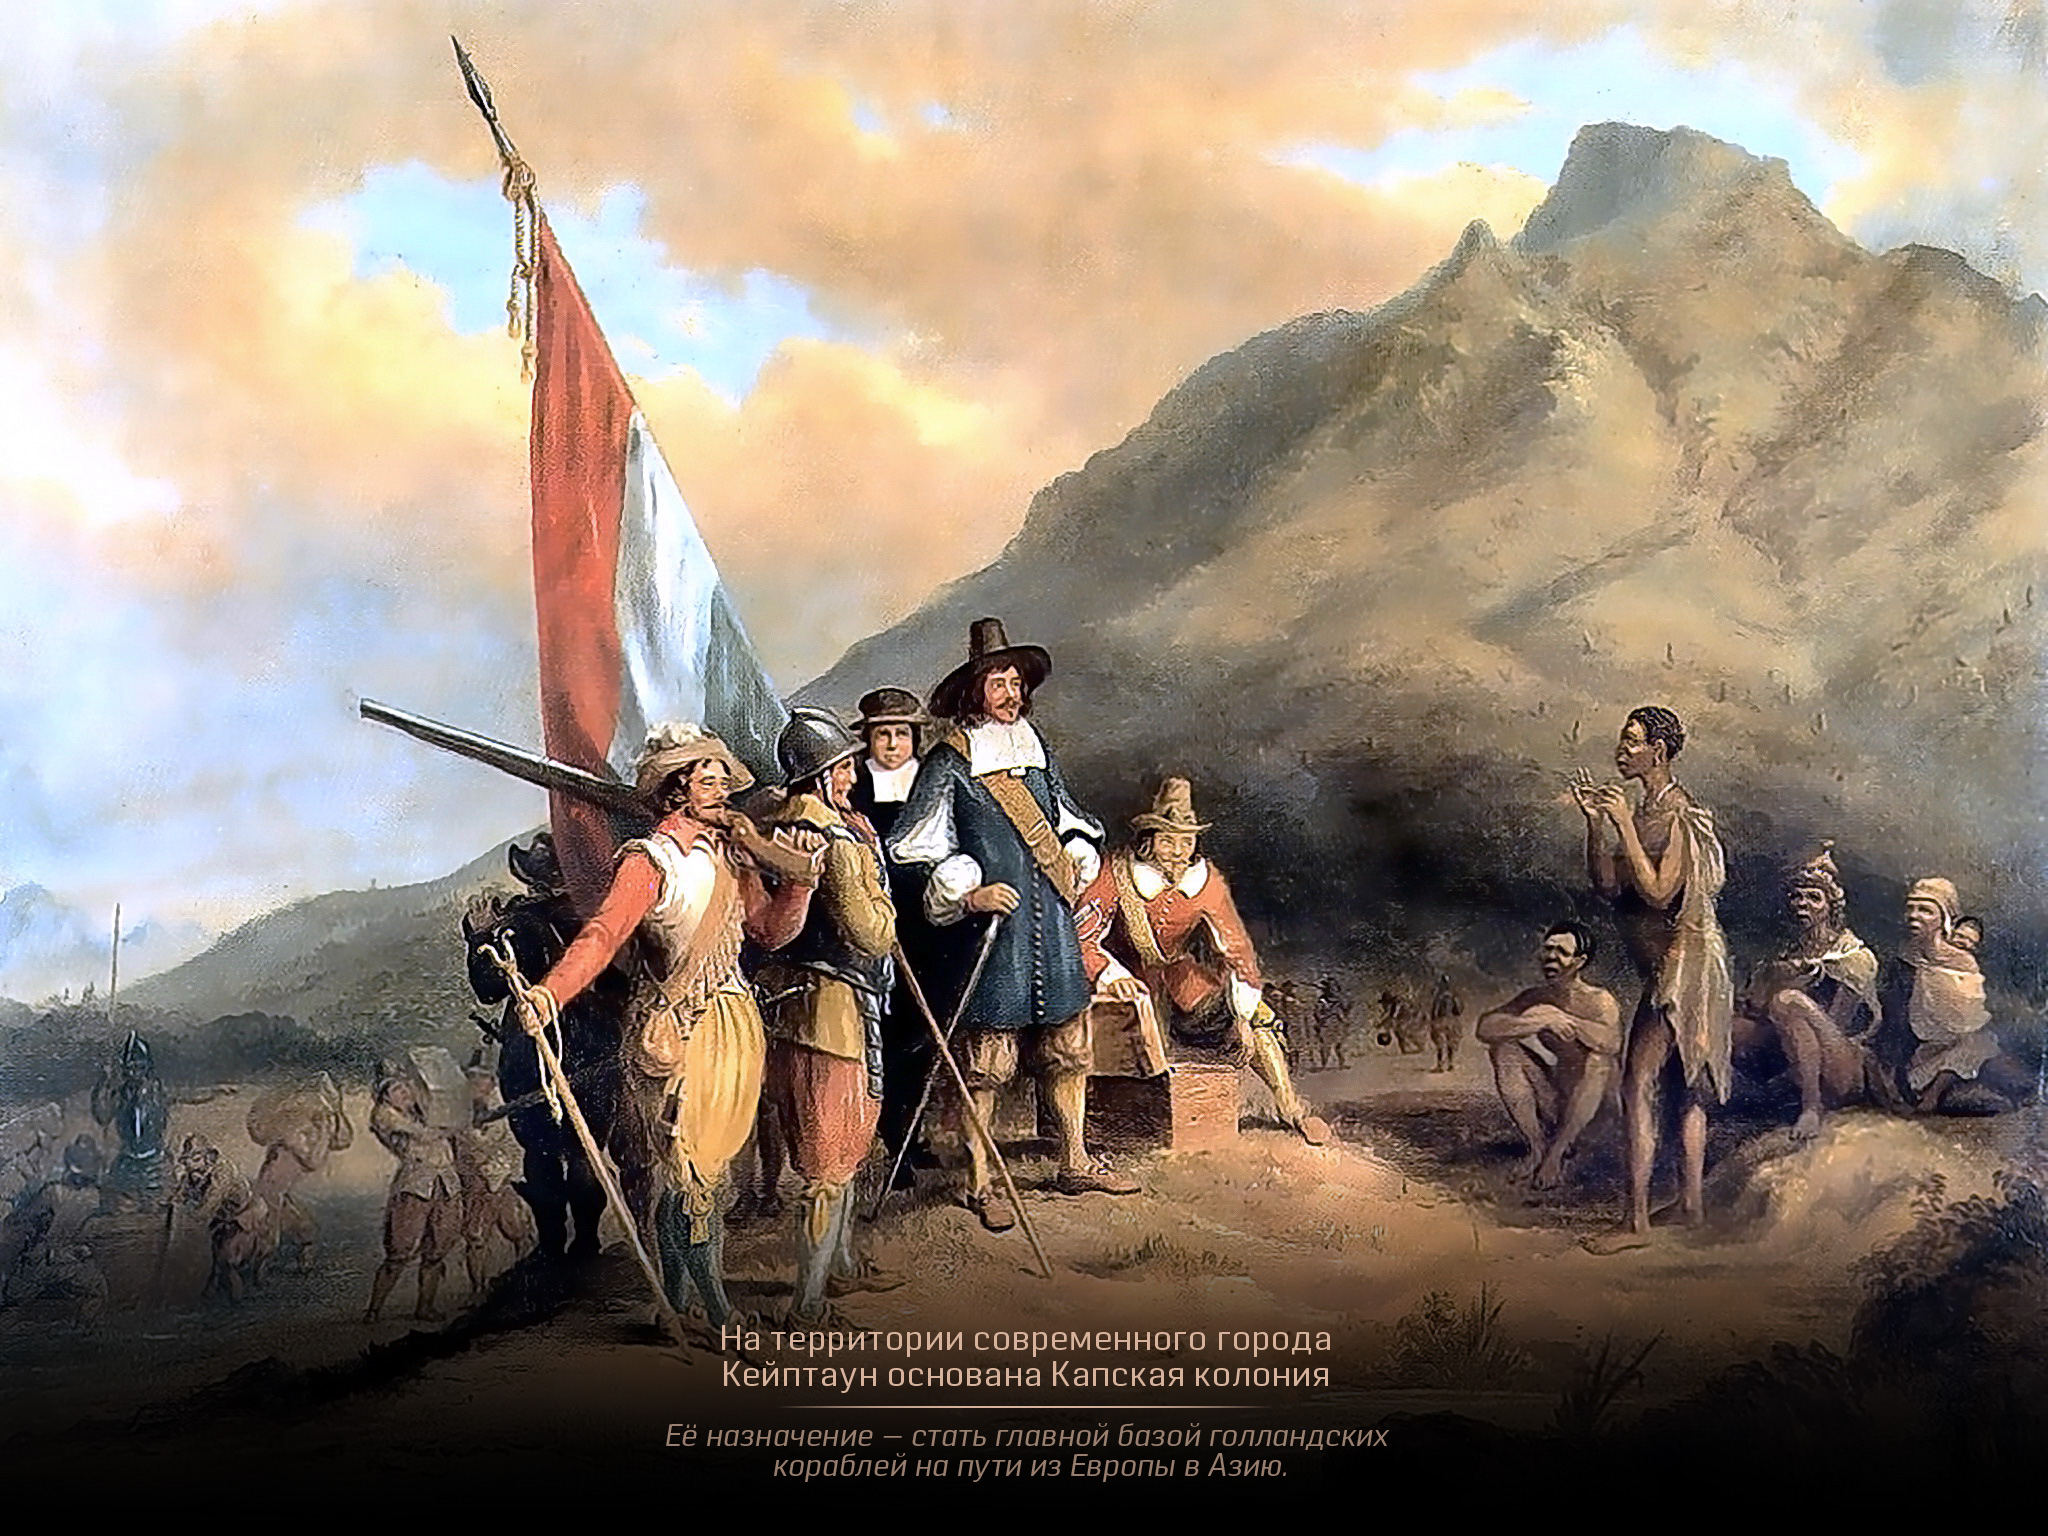 На территории современного города
Кейптаун основана Капская колония
Её назначение — стать главной базой голландских
кораблей на пути из Европы в Азию.